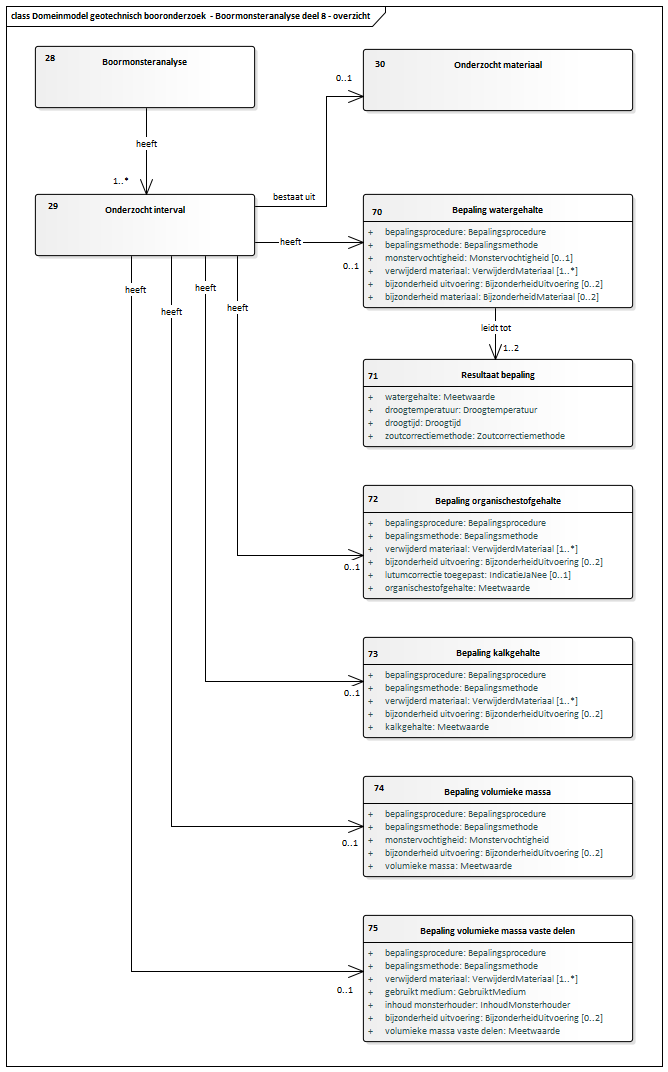 class Domeinmodel geotechnisch booronderzoek - Boormonsteranalyse deel 8 - overzicht
28
Boormonsteranalyse
30
Onderzocht materiaal
0..1
heeft
1..*
bestaat uit
29
Onderzocht interval
70
Bepaling watergehalte
+ bepalingsprocedure: Bepalingsprocedure
+ bepalingsmethode: Bepalingsmethode
+ monstervochtigheid: Monstervochtigheid [0..1]
+ verwijderd materiaal: VerwijderdMateriaal [1..*]
+ bijzonderheid uitvoering: BijzonderheidUitvoering [0..2]
+ bijzonder materiaal: BijzonderheidMateriaal [0..2]
heeft
0..1
heeft
heeft
heeft
heeft
leidt tot
1..2
71
Resultaat bepaling
+ watergehalte: Meetwaarde
+ droogtemperatuur: Droogtemperatuur
+ droogtijd: Droogtijd
+ zoutcorrectiemethode: Zoutcorrectiemethode
72
Bepaling organischestofgehalte
+ bepalingsprocedure: Bepalingsprocedure
+ bepalingsmethode: Bepalingsmethode
+ verwijderd materiaal: VerwijderdMateriaal [1..*]
+ bijzonderheid uitvoering: BijzonderheidUitvoering [0..2]
+ lutumcorrectie toegepast: IndicatieJaNee [0..1]
+ organischestofgehalte: Meetwaarde
0..1
73
Bepaling kalkgehalte
+ bepalingsprocedure: Bepalingsprocedure
+ bepalingsmethode: Bepalingsmethode
+ verwijderd materiaal: VerwijderdMateriaal [1..*]
+ bijzonderheid uitvoering: BijzonderheidUitvoering [0..2]
+ kalkgehalte: Meetwaarde
0..1
74
Bepaling volumieke massa
+ bepalingsprocedure: Bepalingsprocedure
+ bepalingsmethode: Bepalingsmethode
+ monstervochtigheid: Monstervochtigheid
+ bijzonderheid uitvoering: BijzonderheidUitvoering [0..2]
+ volumieke massa: Meetwaarde
0..1
75
Bepaling volumieke massa vaste delen
+ bepalingsprocedure: Bepalingsprocedure
+ bepalingsmethode: Bepalingsmethode
+ verwijderd materiaal: VerwijderdMateriaal [1..*]
+ gebruikt medium: GebruiktMedium
+ inhoud monsterhouder: InhoudMonsterhouder
+ bijzonderheid uitvoering: BijzonderheidUitvoering [0..2]
+ volumieke massa vaste delen: Meetwaarde
0..1